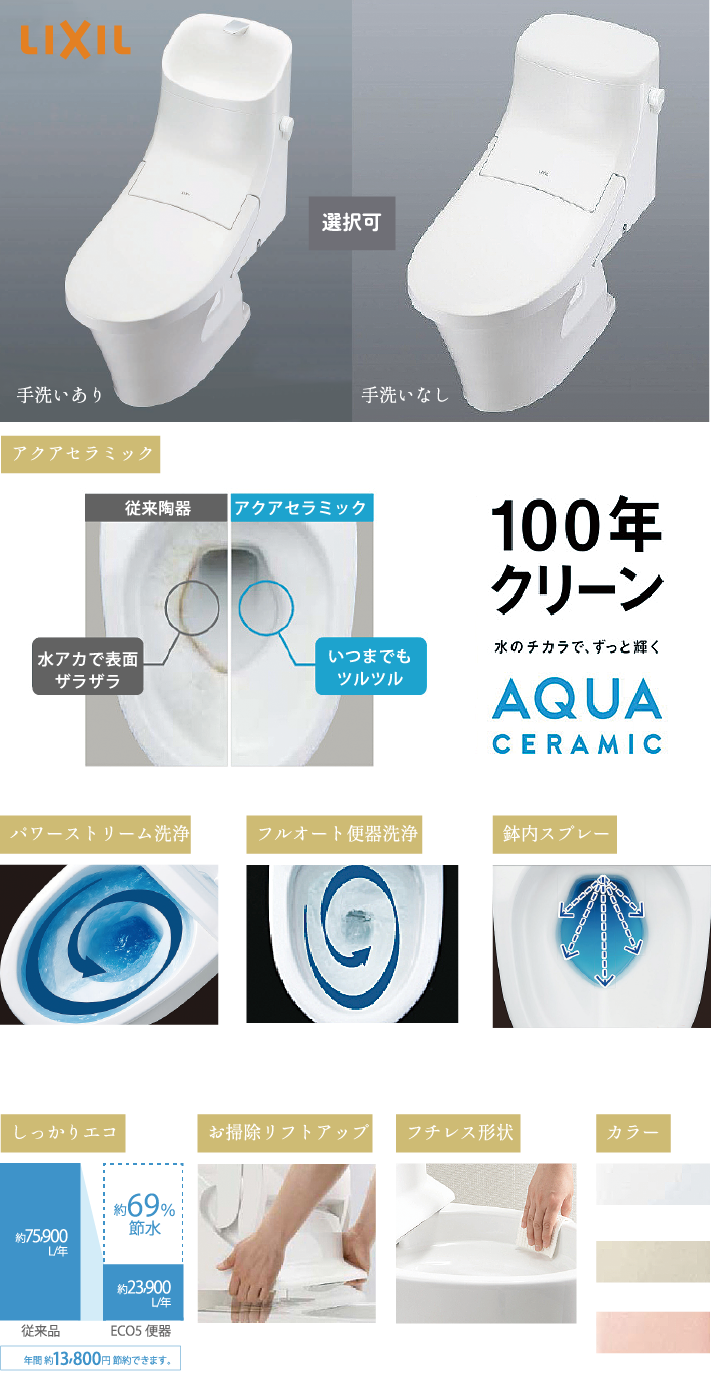 LIXIL
選択可
手洗いあり
手洗いなし
アクアセラミック
従来陶器
アクアセラミック
水アカで表面
ザラザラ
いつまでも
ツルツル
100年
クリーン
水のチカラで、ずっと輝く
AQUA
CERAMIC
パワーストリーム洗浄
フルオート便器洗浄
鉢内スプレー
しっかりエコ
約75,900
L/年
約69%
節水
約23,900
L/年
従来品
ECO5 便器
年間 約13,800円 節約できます。
お掃除リフトアップ
フチレス形状
カラー